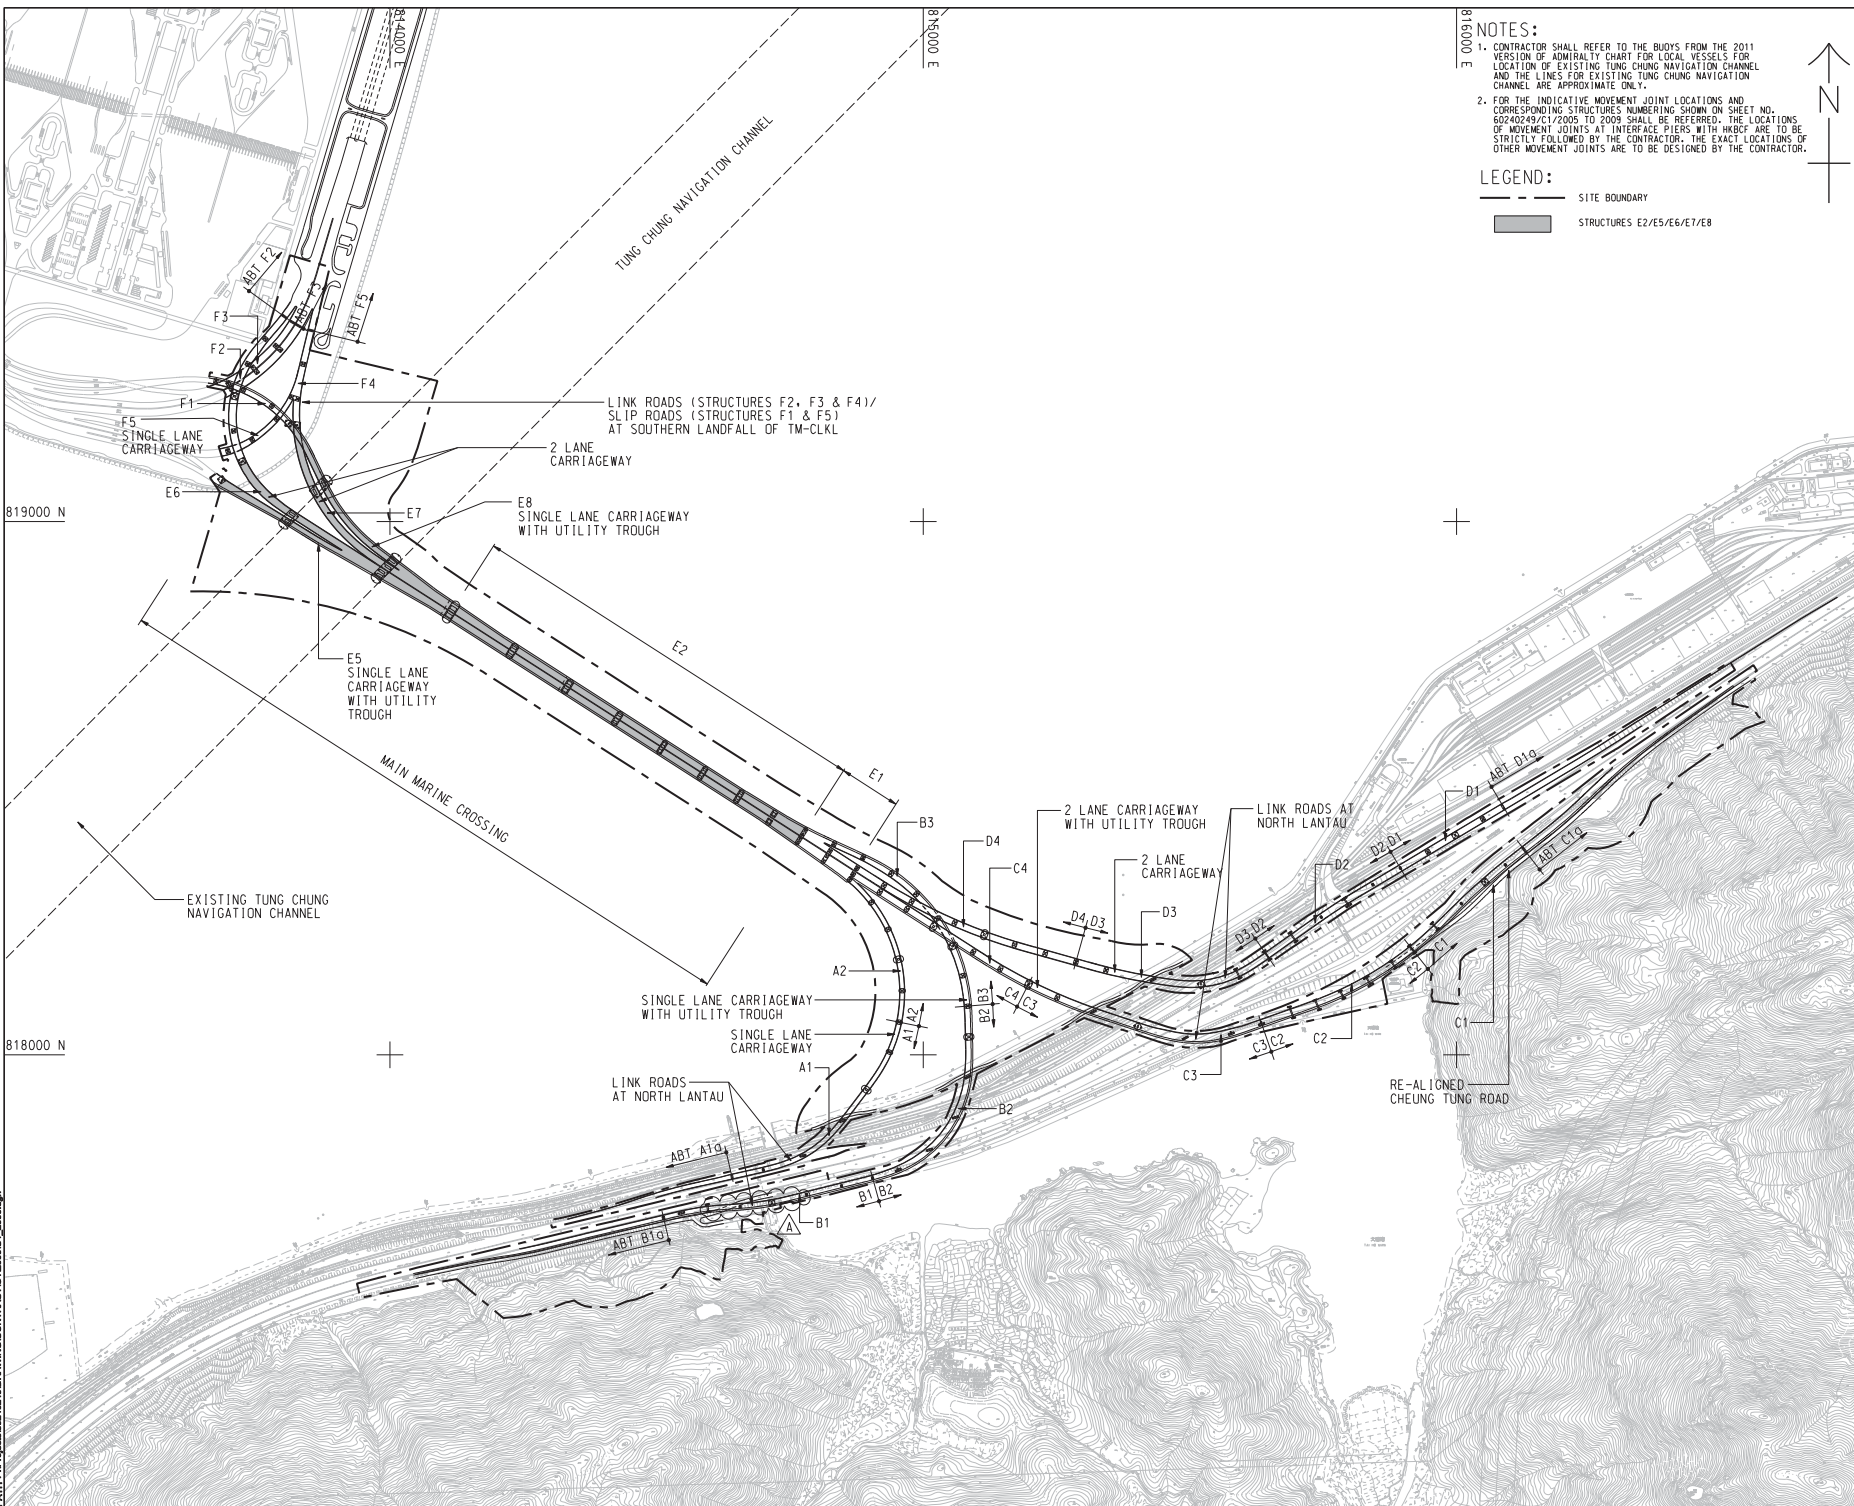 814000 E
815000 E
816000 E
NOTES:
1. CONTRACTOR SHALL REFER TO THE BUOYS FROM THE 2011
VERSION OF ADMIRALTY CHART FOR LOCAL VESSELS FOR
LOCATION OF EXISTING TUNG CHUNG NAVIGATION CHANNEL
AND THE LINES FOR EXISTING TUNG CHUNG NAVIGATION
CHANNEL ARE APPROXIMATE ONLY.
2. FOR THE INDICATIVE MOVEMENT JOINT LOCATIONS AND
CORRESPONDING STRUCTURES NUMBERING SHOWN ON SHEET NO.
60240249/C1/2005 TO 2009 SHALL BE REFERRED. THE LOCATIONS
OF MOVEMENT JOINTS AT INTERFACE PIERS WITH HKBCF ARE TO BE
STRICTLY FOLLOWED BY THE CONTRACTOR. THE EXACT LOCATIONS OF
OTHER MOVEMENT JOINTS ARE TO BE DESIGNED BY THE CONTRACTOR.
N
LEGEND:
SITE BOUNDARY
STRUCTURES E2/E5/E6/E7/E8
TUNG CHUNG NAVIGATION CHANNEL
ABT F2
ABT F3
ABT F5
F3
F2
F4
F1
F5
SINGLE LANE
CARRIAGEWAY
LINK ROADS (STRUCTURES F2, F3 & F4)/
SLIP ROADS (STRUCTURES F1 & F5)
AT SOUTHERN LANDFALL OF TM-CLKL
2 LANE
CARRIAGEWAY
E6
E7
E8
SINGLE LANE CARRIAGEWAY
WITH UTILITY TROUGH
819000 N
E2
E5
SINGLE LANE
CARRIAGEWAY
WITH UTILITY
TROUGH
MAIN MARINE CROSSING
E1
B3
D4
C4
2 LANE CARRIAGEWAY
WITH UTILITY TROUGH
LINK ROADS AT
NORTH LANTAU
ABT D1a
D1
ABT C1a
D2 D1
D2
2 LANE
CARRIAGEWAY
D4 D3
D3
D3 D2
C1
C2
EXISTING TUNG CHUNG
NAVIGATION CHANNEL
A2
SINGLE LANE CARRIAGEWAY
WITH UTILITY TROUGH
SINGLE LANE
CARRIAGEWAY
A1 A2
B2 B3
C4 C3
C3 C2
C2
C1
C3
818000 N
A1
LINK ROADS
AT NORTH LANTAU
B2
RE-ALIGNED
CHEUNG TUNG ROAD
ABT A1a
B1 B2
A
B1
ABT B1a